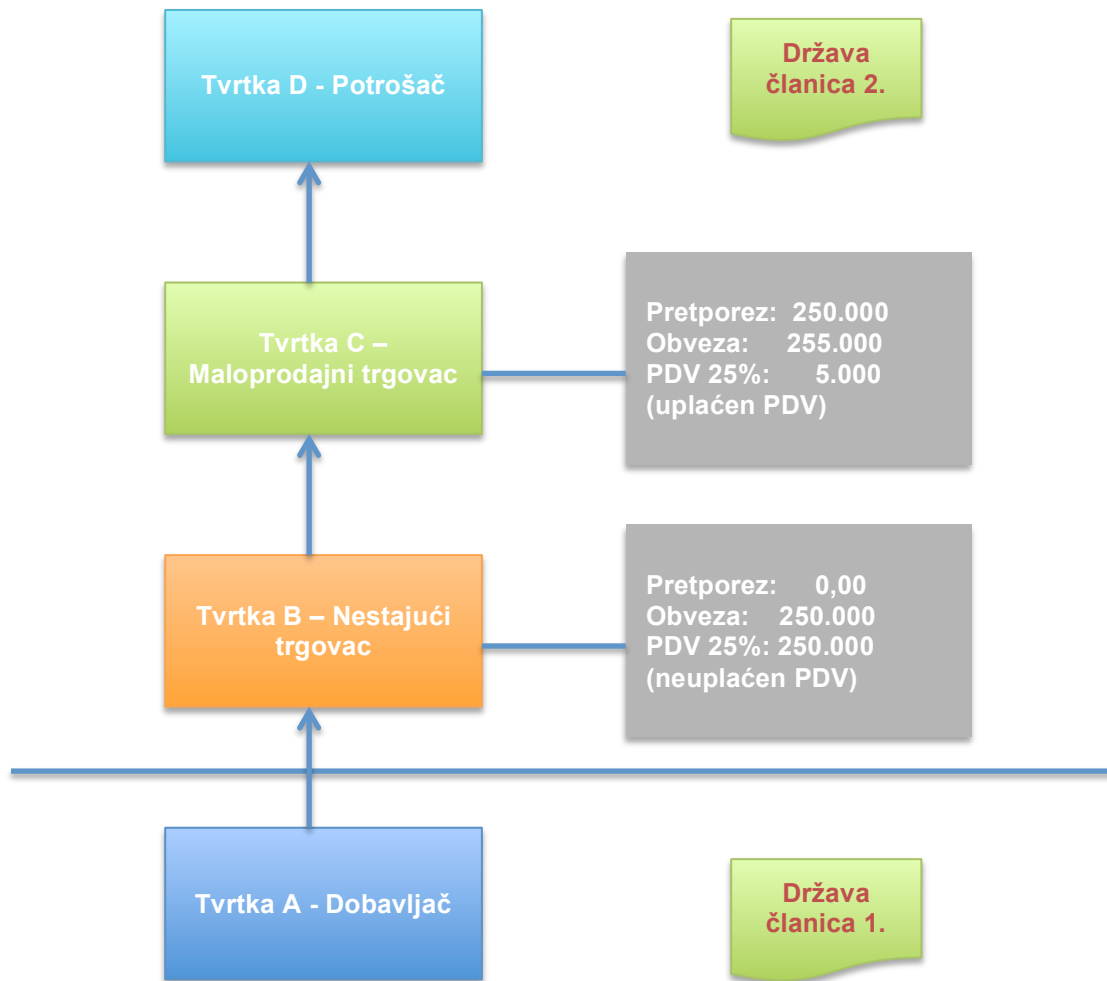 Tvrtka D - Potrošač
Država
članica 2.
Tvrtka C –
Maloprodajni trgovac
Pretporez: 250.000
Obveza: 255.000
PDV 25%: 5.000
(uplaćen PDV)
Tvrtka B – Nestajući
trgovac
Pretporez: 0,00
Obveza: 250.000
PDV 25%: 250.000
(neuplaćen PDV)
Tvrtka A - Dobavljač
Država
članica 1.